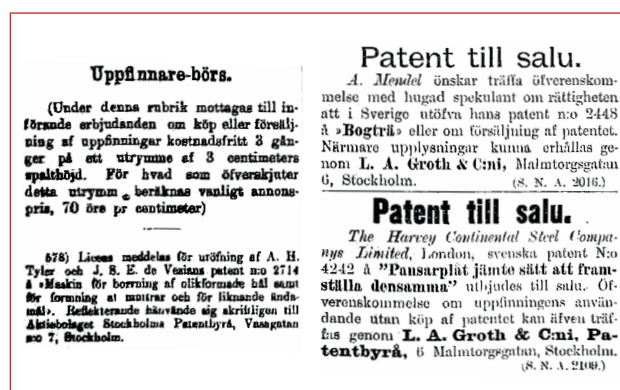 Uppfinnare-börs.
(Under denna rubrik mottagas till in-
förande erbjudanden om köp eller försälj-
ning af uppfinningar kostnadsfritt 3 gån-
ger på ett utrymme af 3 centimeters
spalthöjd. För hvad som öfverskjuter
detta utrymme beräknas vanligt annons-
pris, 70 öre pr centimeter)
578) Licens meddelas för utöfning af A. H.
Tyler och J. S. E. de Vesians patent n:o 2714
å »Maskin för borrning af olikformade hål samt
för formning af muttrar och för liknande ända-
mål». Reflekterande hänvände sig skriftligen till
Aktiebolaget Stockholms Patentbyrå, Vasagatan
n:o 7, Stockholm.
Patent till salu.
A. Mendel önskar träffa öfverenskom-
melse med hugad spekulant om rättigheten
att i Sverige utöfva hans patent n:o 2448
å »Bogträ» eller om försäljning af patentet.
Närmare upplysningar kunna erhållas ge-
nom L. A. Groth & C:ni, Malmtorgsgatan
6, Stockholm. (S. N. A. 2016.)
Patent till salu.
The Harvey Continental Steel Compa-
nys Limited, London, svenska patent N:o
4242 å "Pansarplåt jämte sätt att fram-
ställa densamma" utbjudes till salu. Öf-
verenskommelse om uppfinningens använ-
dande utan köp af patentet kan äfven träf-
fas genom L. A. Groth & C:ni, Pa-
tentbyrå, 6 Malmtorgsgatan, Stockholm.
(S. N. A. 2109.)